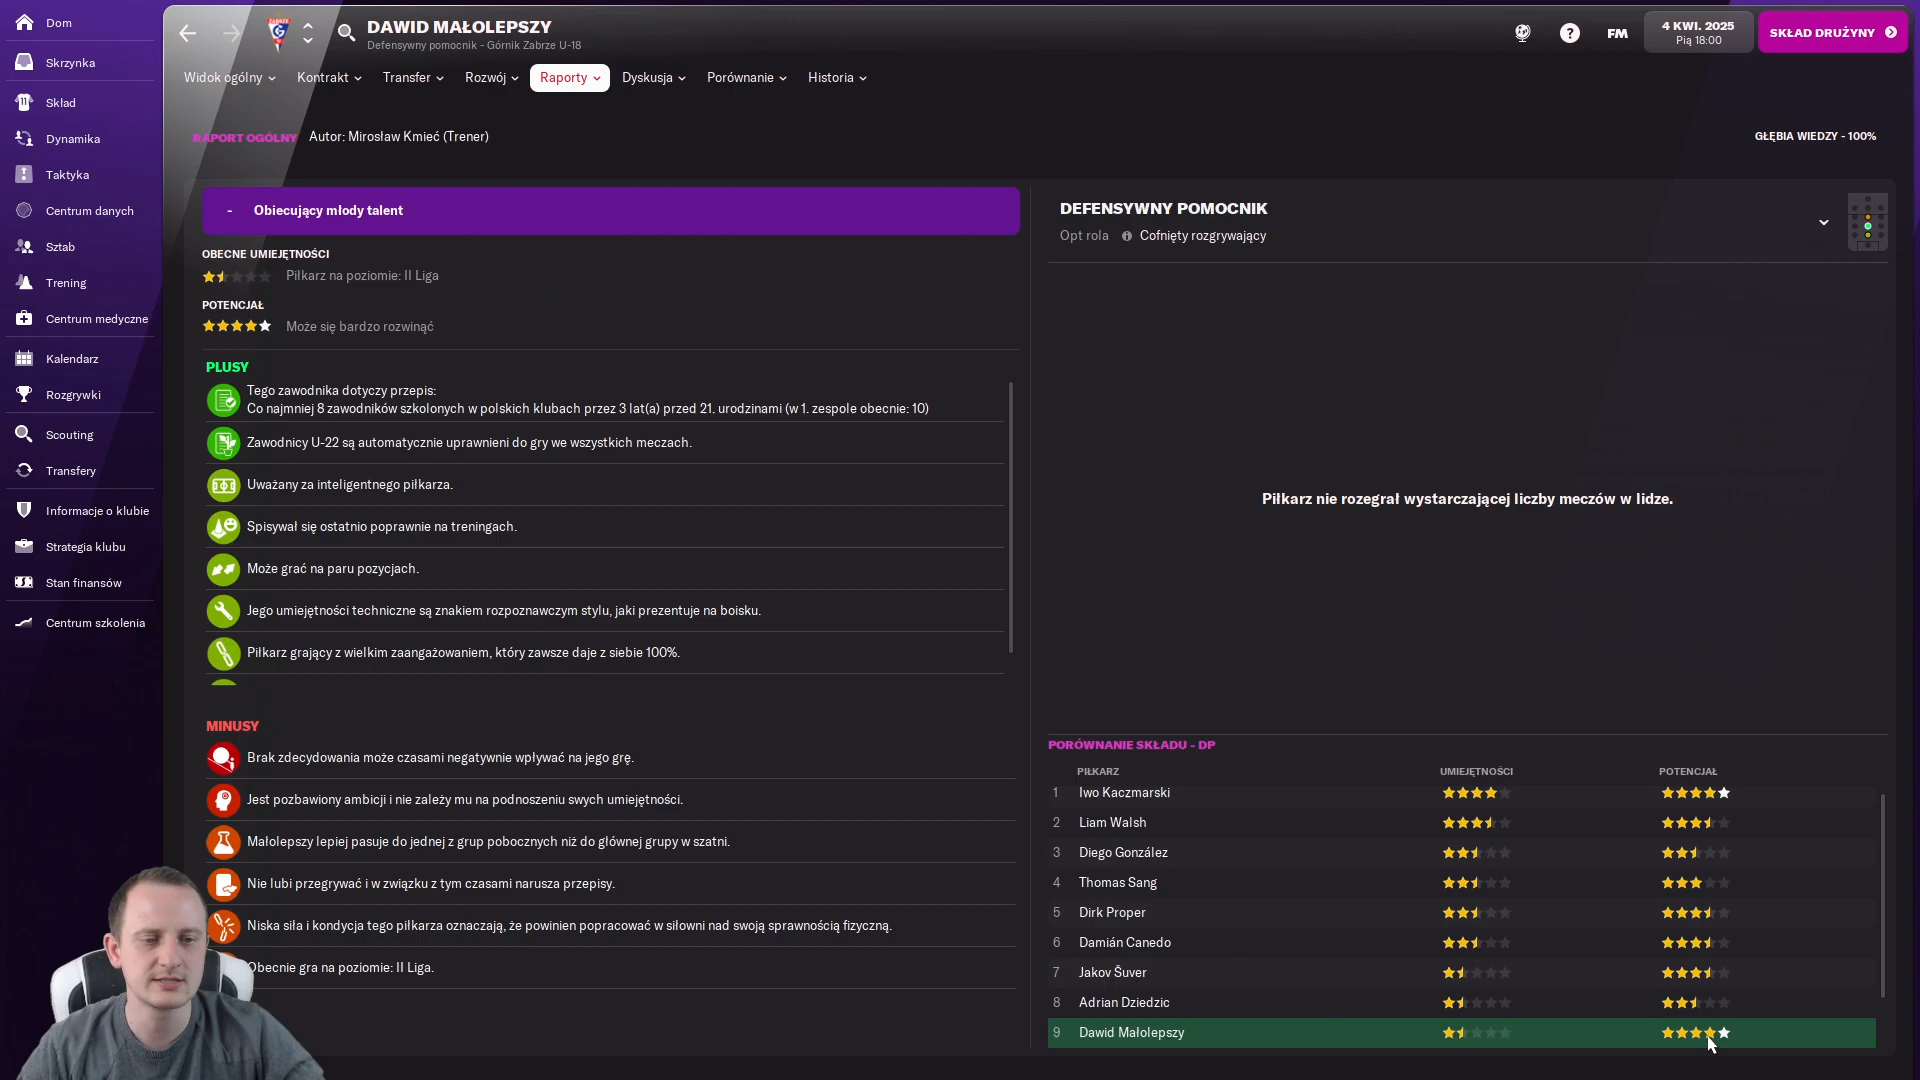 Dom
Skrzynka
Skład
Dynamika
Taktyka
Centrum danych
Sztab
Trening
Centrum medyczne
Kalendarz
Rozgrywki
Scouting
Transfery
Informacje o klubie
Strategia klubu
Stan finansów
Centrum szkolenia
DAWID MAŁOLEPSZY
Defensywny pomocnik - Górnik Zabrze U-18
FM
4 KWI. 2025
Pią 18:00
SKŁAD DRUŻYNY
Widok ogólny
Kontrakt
Transfer
Rozwój
Raporty
Dyskusja
Porównanie
Historia
RAPORT OGÓLNY
Autor: Mirosław Kmieć (Trener)
GŁĘBIA WIEDZY - 100%
- Obiecujący młody talent
OBECNE UMIEJĘTNOŚCI
Piłkarz na poziomie: II Liga
POTENCJAŁ
Może się bardzo rozwinąć
PLUSY
Tego zawodnika dotyczy przepis:
Co najmniej 8 zawodników szkolonych w polskich klubach przez 3 lat(a) przed 21. urodzinami (w 1. zespole obecnie: 10)
Zawodnicy U-22 są automatycznie uprawnieni do gry we wszystkich meczach.
Uważany za inteligentnego piłkarza.
Spisywał się ostatnio poprawnie na treningach.
Może grać na paru pozycjach.
Jego umiejętności techniczne są znakiem rozpoznawczym stylu, jaki prezentuje na boisku.
Piłkarz grający z wielkim zaangażowaniem, który zawsze daje z siebie 100%.
MINUSY
Brak zdecydowania może czasami negatywnie wpływać na jego grę.
Jest pozbawiony ambicji i nie zależy mu na podnoszeniu swych umiejętności.
Małolepszy lepiej pasuje do jednej z grup pobocznych niż do głównej grupy w szatni.
Nie lubi przegrywać i w związku z tym czasami narusza przepisy.
Niska siła i kondycja tego piłkarza oznaczają, że powinien popracować w siłowni nad swoją sprawnością fizyczną.
Obecnie gra na poziomie: II Liga.
DEFENSYWNY POMOCNIK
Opt rola Cofnięty rozgrywający
Piłkarz nie rozegrał wystarczającej liczby meczów w lidze.
PORÓWNANIE SKŁADU - DP
PIŁKARZ UMIEJĘTNOŚCI POTENCJAŁ
1 Iwo Kaczmarski
2 Liam Walsh
3 Diego González
4 Thomas Sang
5 Dirk Proper
6 Damián Canedo
7 Jakov Šuver
8 Adrian Dziedzic
9 Dawid Małolepszy